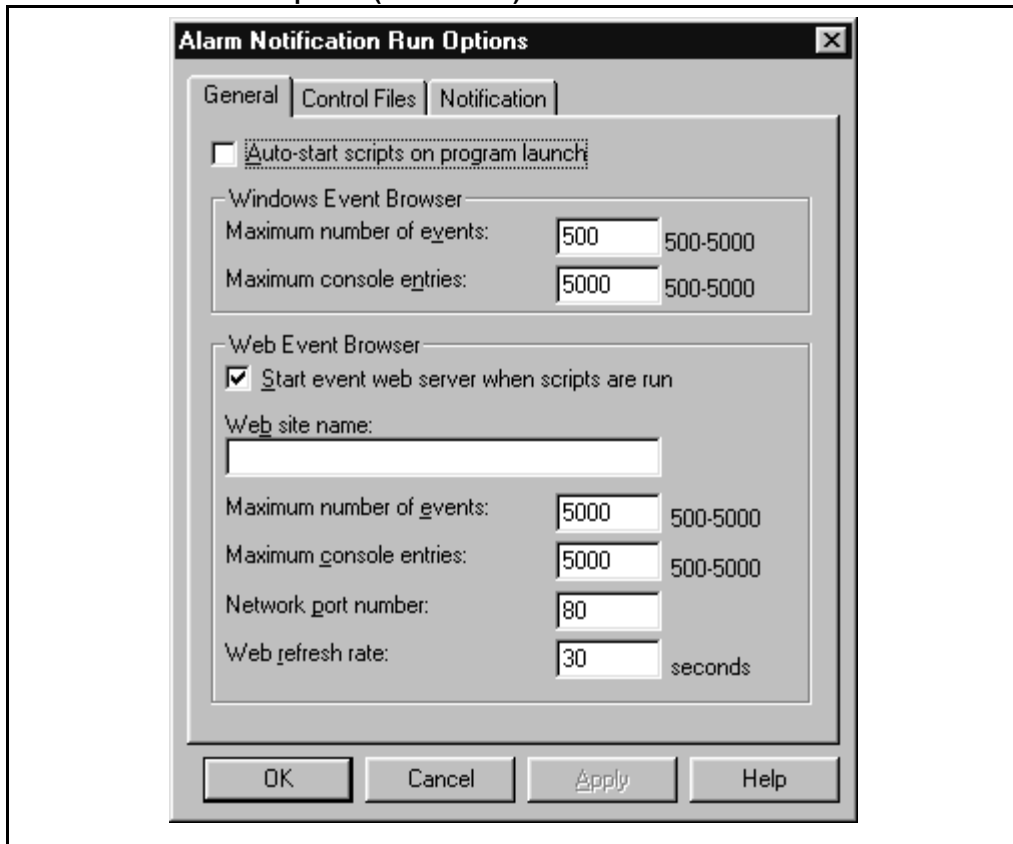 Alarm Notification Run Options
General Control Files Notification
Auto-start scripts on program launch
Windows Event Browser
Maximum number of events: 500 500-5000
Maximum console entries: 5000 500-5000
Web Event Browser
Start event web server when scripts are run
Web site name:
Maximum number of events: 5000 500-5000
Maximum console entries: 5000 500-5000
Network port number: 80
Web refresh rate: 30 seconds
OK Cancel Apply Help